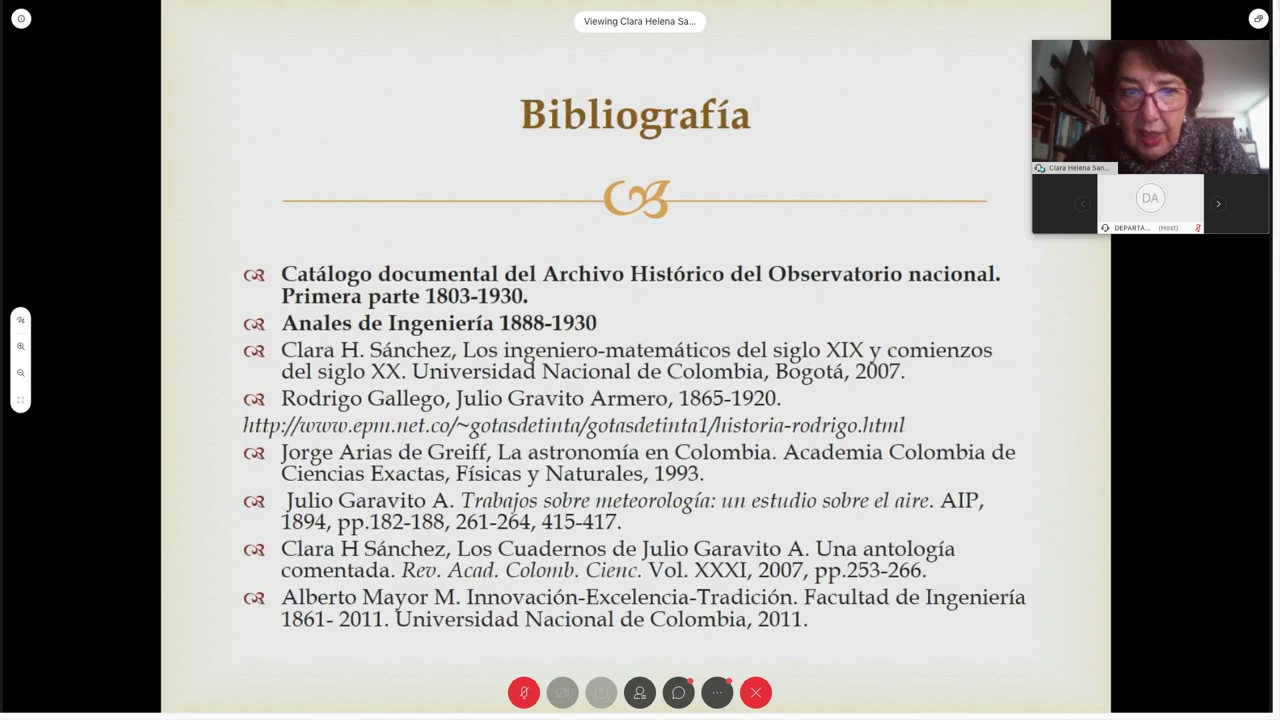 Viewing Clara Helena Sa...
Bibliografía
Catálogo documental del Archivo Histórico del Observatorio nacional.
Primera parte 1803-1930.
Anales de Ingeniería 1888-1930
Clara H. Sánchez, Los ingeniero-matemáticos del siglo XIX y comienzos
del siglo XX. Universidad Nacional de Colombia, Bogotá, 2007.
Rodrigo Gallego, Julio Gravito Armero, 1865-1920.
http://www.epm.net.co/~gotasdetinta/gotasdetinta1/historia-rodrigo.html
Jorge Arias de Greiff, La astronomía en Colombia. Academia Colombia de
Ciencias Exactas, Físicas y Naturales, 1993.
Julio Garavito A. Trabajos sobre meteorología: un estudio sobre el aire. AIP,
1894, pp.182-188, 261-264, 415-417.
Clara H Sánchez, Los Cuadernos de Julio Garavito A. Una antología
comentada. Rev. Acad. Colomb. Cienc. Vol. XXXI, 2007, pp.253-266.
Alberto Mayor M. Innovación-Excelencia-Tradición. Facultad de Ingeniería
1861- 2011. Universidad Nacional de Colombia, 2011.
Clara Helena San...
DA
DEPARTA... (Host)